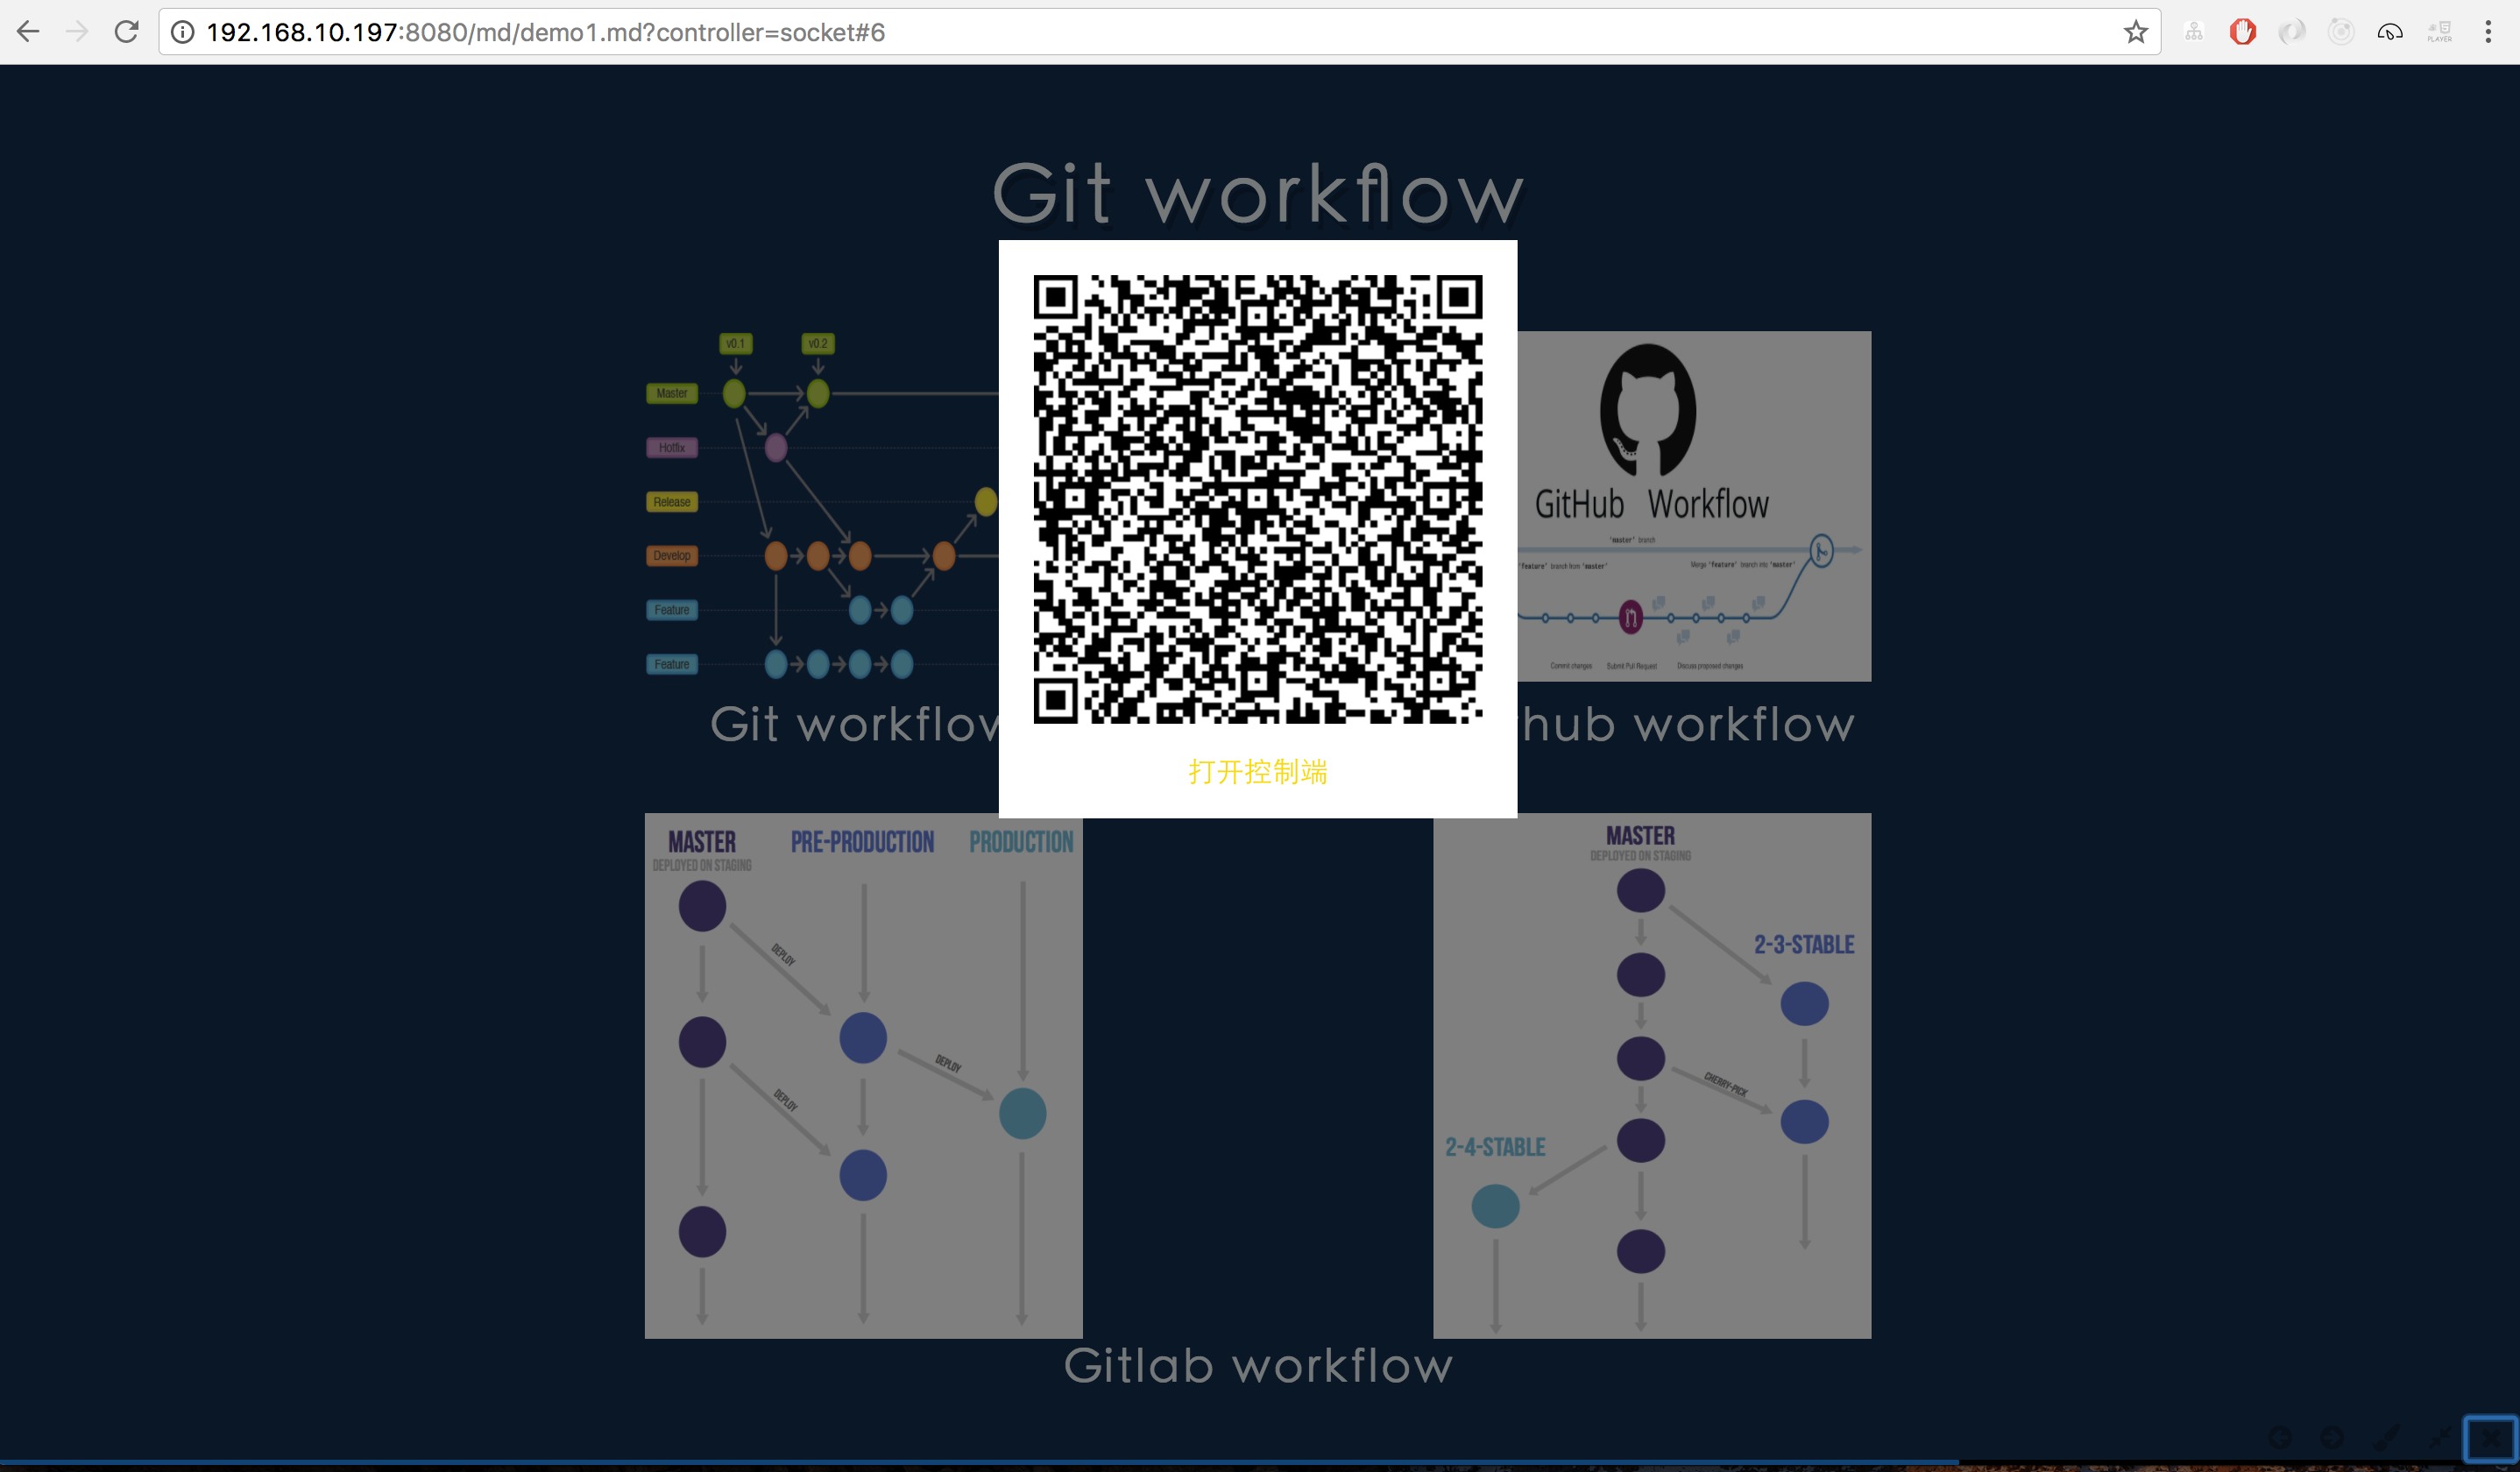 192.168.10.197:8080/md/demo1.md?controller=socket#6
PLAYER
Git workflow
v0.1 v0.2
Master
Hotfix
Release
Develop
Feature
Feature
GitHub Workflow
'master' branch
'feature' branch from 'master'
Merge 'feature' branch into 'master'
Commit changes Submit Pull Request Discuss proposed changes
Git workflow
hub workflow
打开控制端
MASTER PRE-PRODUCTION PRODUCTION
DEPLOYED ON STAGING
DEPLOY
DEPLOY
DEPLOY
MASTER
DEPLOYED ON STAGING
2-3-STABLE
CHERRY-PICK
2-4-STABLE
Gitlab workflow